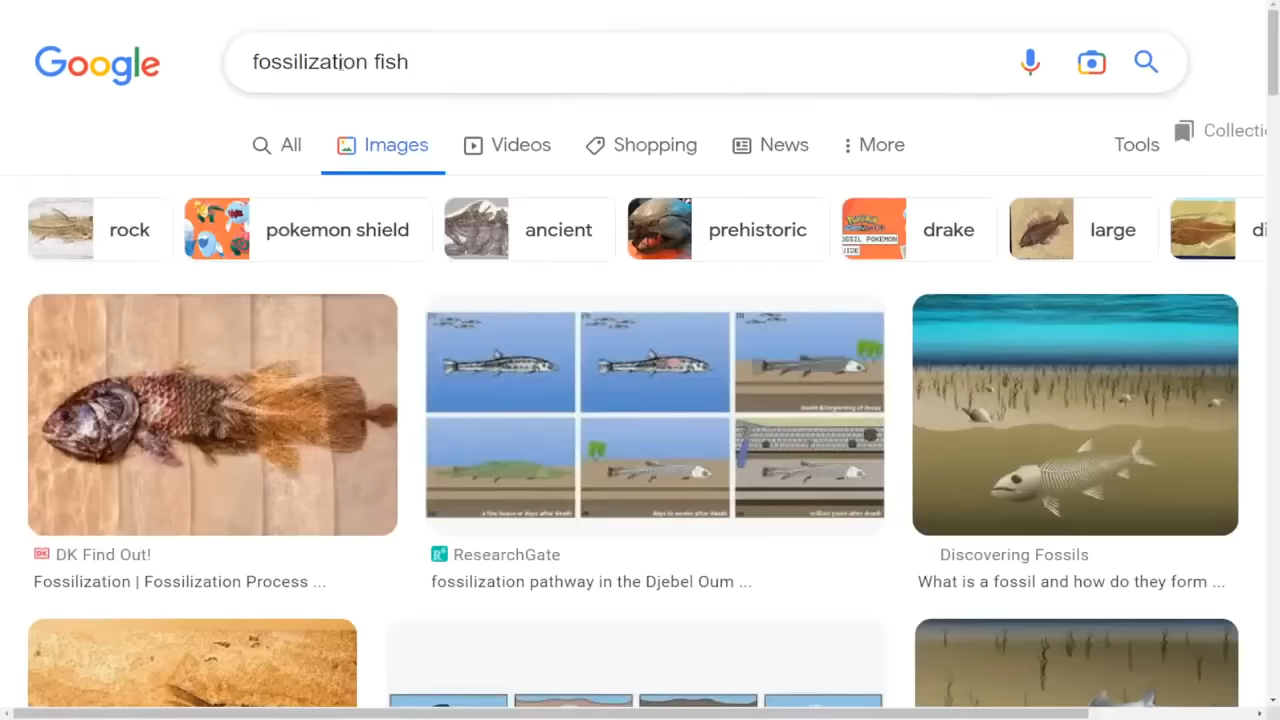 Google
fossilization fish
All
Images
Videos
Shopping
News
More
Tools
Collecti
rock
pokemon shield
ancient
prehistoric
drake
large
di
DK Find Out!
Fossilization | Fossilization Process ...
ResearchGate
fossilization pathway in the Djebel Oum ...
Discovering Fossils
What is a fossil and how do they form ...